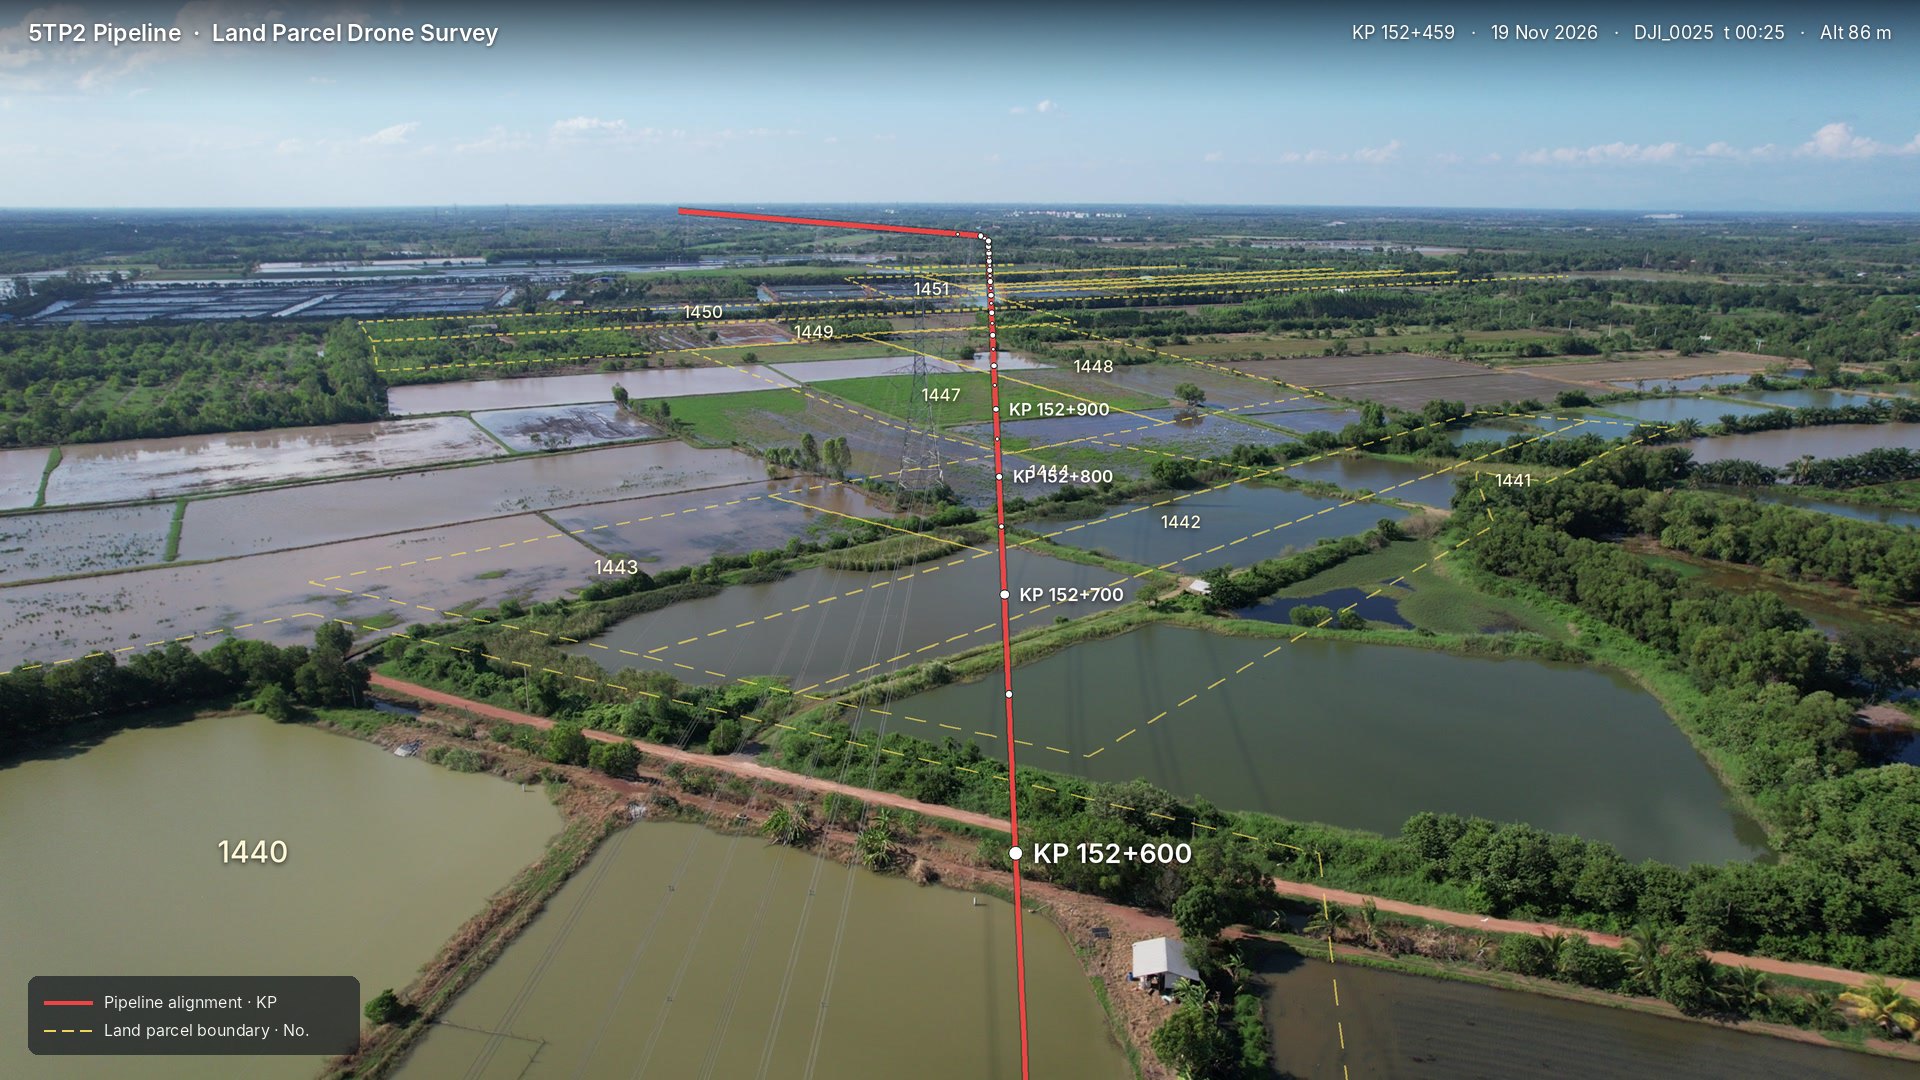 5TP2 Pipeline · Land Parcel Drone Survey
KP 152+459 · 19 Nov 2026 · DJI_0025 t 00:25 · Alt 86 m
1451
1450
1449
1448
1447
KP 152+900
1444
KP 152+800
1441
1442
1443
KP 152+700
1440
KP 152+600
Pipeline alignment · KP
Land parcel boundary · No.